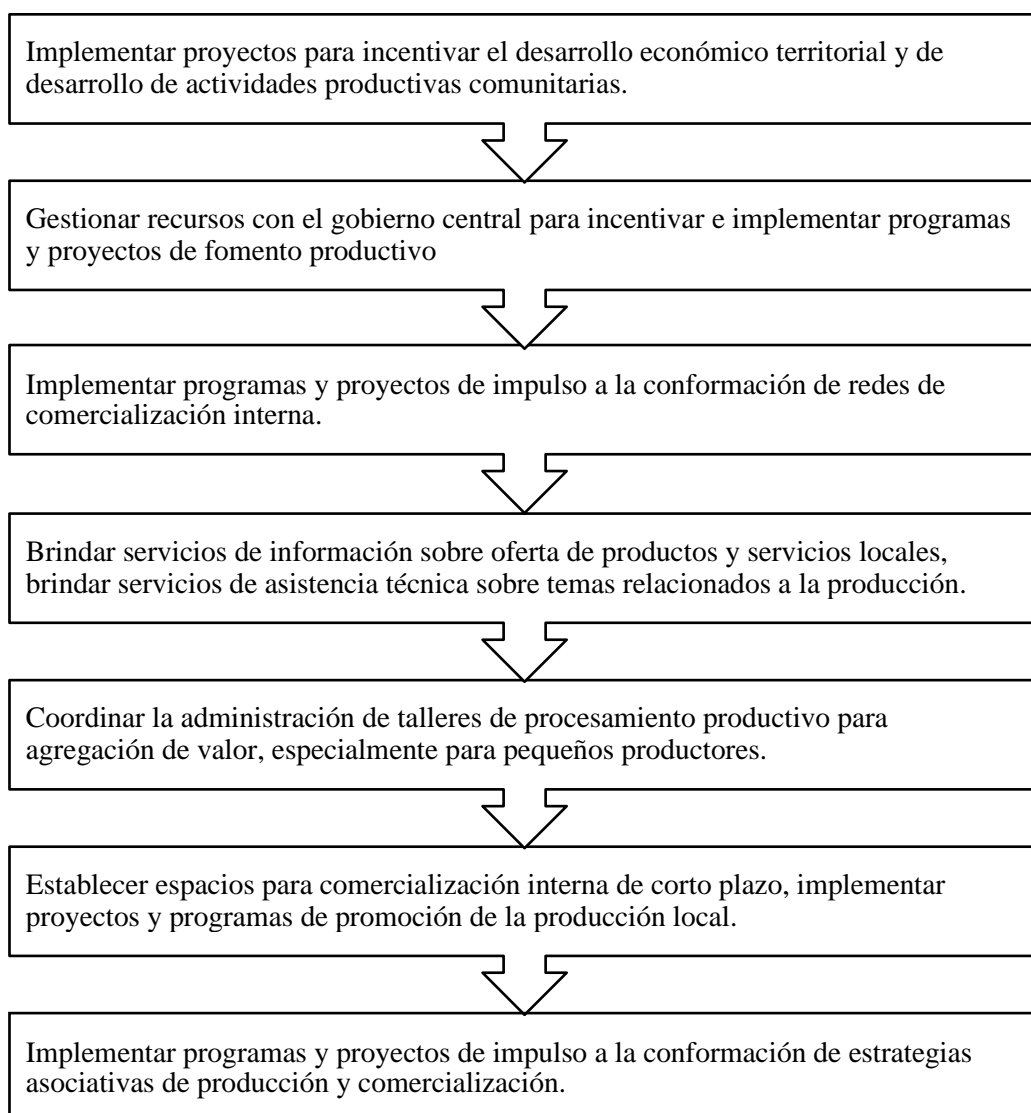 Implementar proyectos para incentivar el desarrollo económico territorial y de
desarrollo de actividades productivas comunitarias.
Gestionar recursos con el gobierno central para incentivar e implementar programas
y proyectos de fomento productivo
Implementar programas y proyectos de impulso a la conformación de redes de
comercialización interna.
Brindar servicios de información sobre oferta de productos y servicios locales,
brindar servicios de asistencia técnica sobre temas relacionados a la producción.
Coordinar la administración de talleres de procesamiento productivo para
agregación de valor, especialmente para pequeños productores.
Establecer espacios para comercialización interna de corto plazo, implementar
proyectos y programas de promoción de la producción local.
Implementar programas y proyectos de impulso a la conformación de estrategias
asociativas de producción y comercialización.